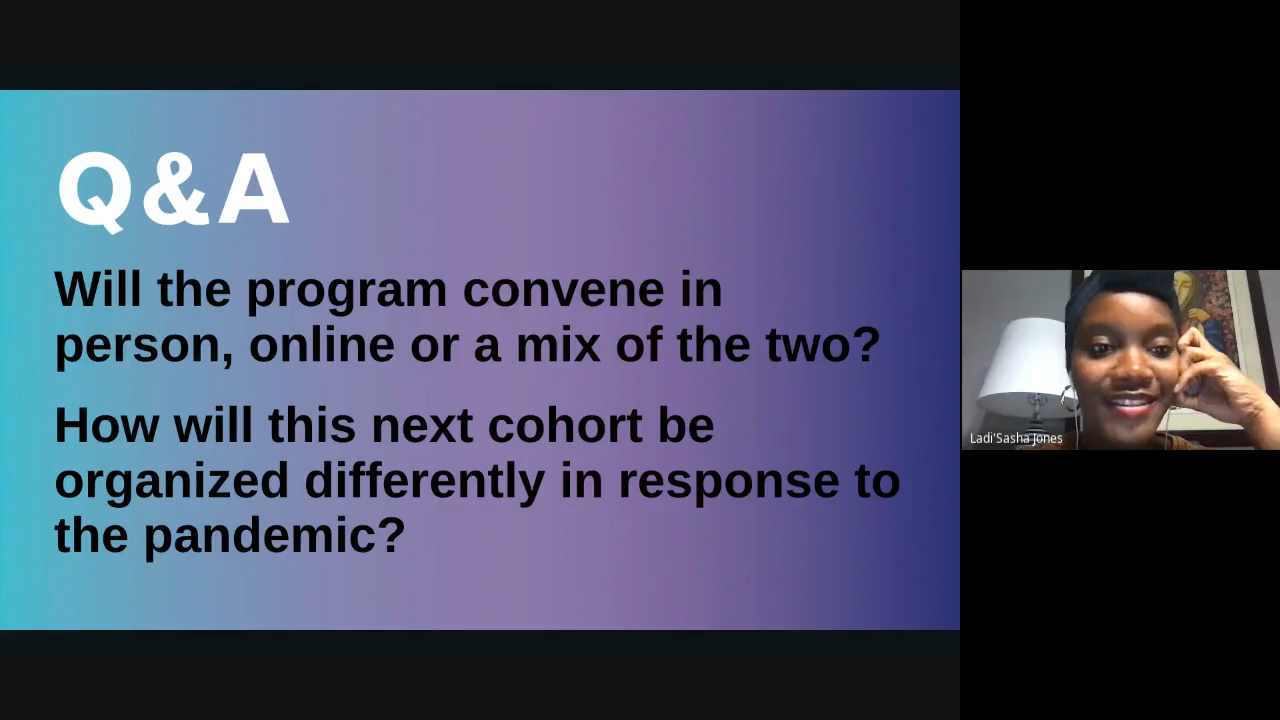 Q&A
Will the program convene in
person, online or a mix of the two?
How will this next cohort be
organized differently in response to
the pandemic?
Ladi'Sasha Jones